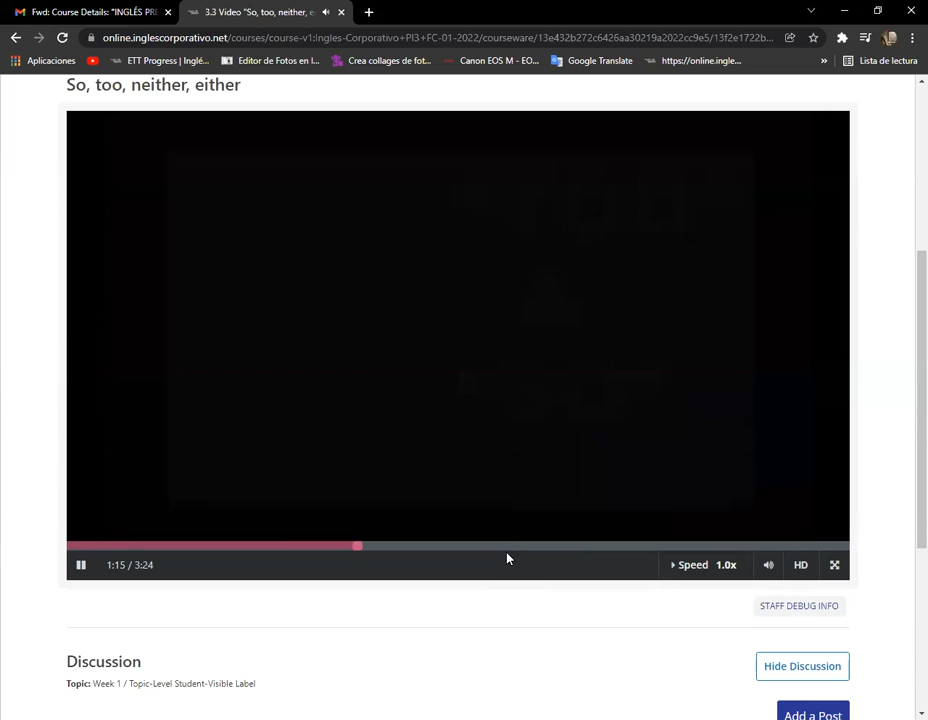 Fwd: Course Details: "INGLÉS PRE
3.3 Video "So, too, neither, e
online.inglescorporativo.net/courses/course-v1:Ingles-Corporativo+PI3+FC-01-2022/courseware/13e432b272c6426aa30219a2022cc9e5/13f2e1722b...
Aplicaciones
ETT Progress | Inglé...
Editor de Fotos en l...
Crea collages de fot...
Canon EOS M - EO...
Google Translate
https://online.ingle...
»
Lista de lectura
So, too, neither, either
1:15 / 3:24
Speed 1.0x
HD
STAFF DEBUG INFO
Discussion
Hide Discussion
Topic: Week 1 / Topic-Level Student-Visible Label
Add a Post